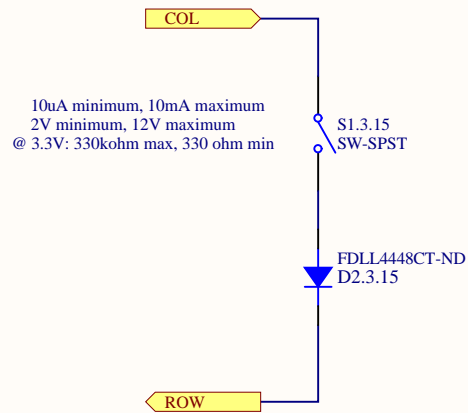 COL
10uA minimum, 10mA maximum
2V minimum, 12V maximum
@ 3.3V: 330kohm max, 330 ohm min
S1.3.15
SW-SPST
FDLL4448CT-ND
D2.3.15
ROW